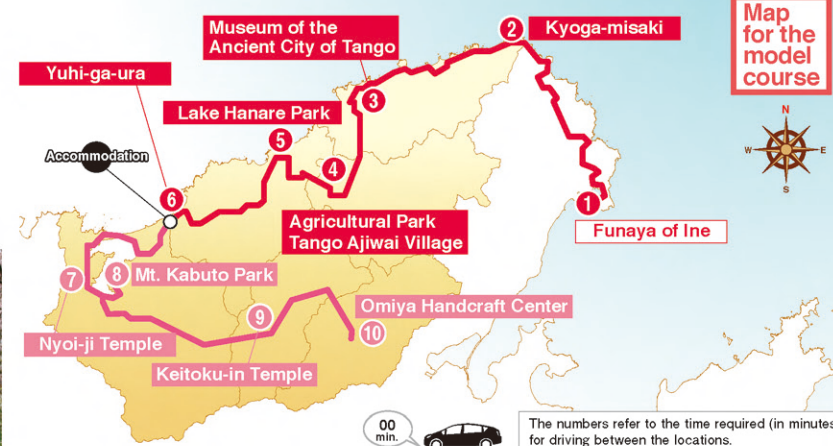 Map
for the
model
course
Museum of the
Ancient City of Tango
2
Kyoga-misaki
Yuhi-ga-ura
3
Lake Hanare Park
5
4
Accommodation
6
1
Agricultural Park
Tango Ajiwai Village
Funaya of Ine
N
W
E
S
7
8
Mt. Kabuto Park
Omiya Handcraft Center
9
10
Nyoi-ji Temple
Keitoku-in Temple
00
min.
The numbers refer to the time required (in minutes
for driving between the locations.